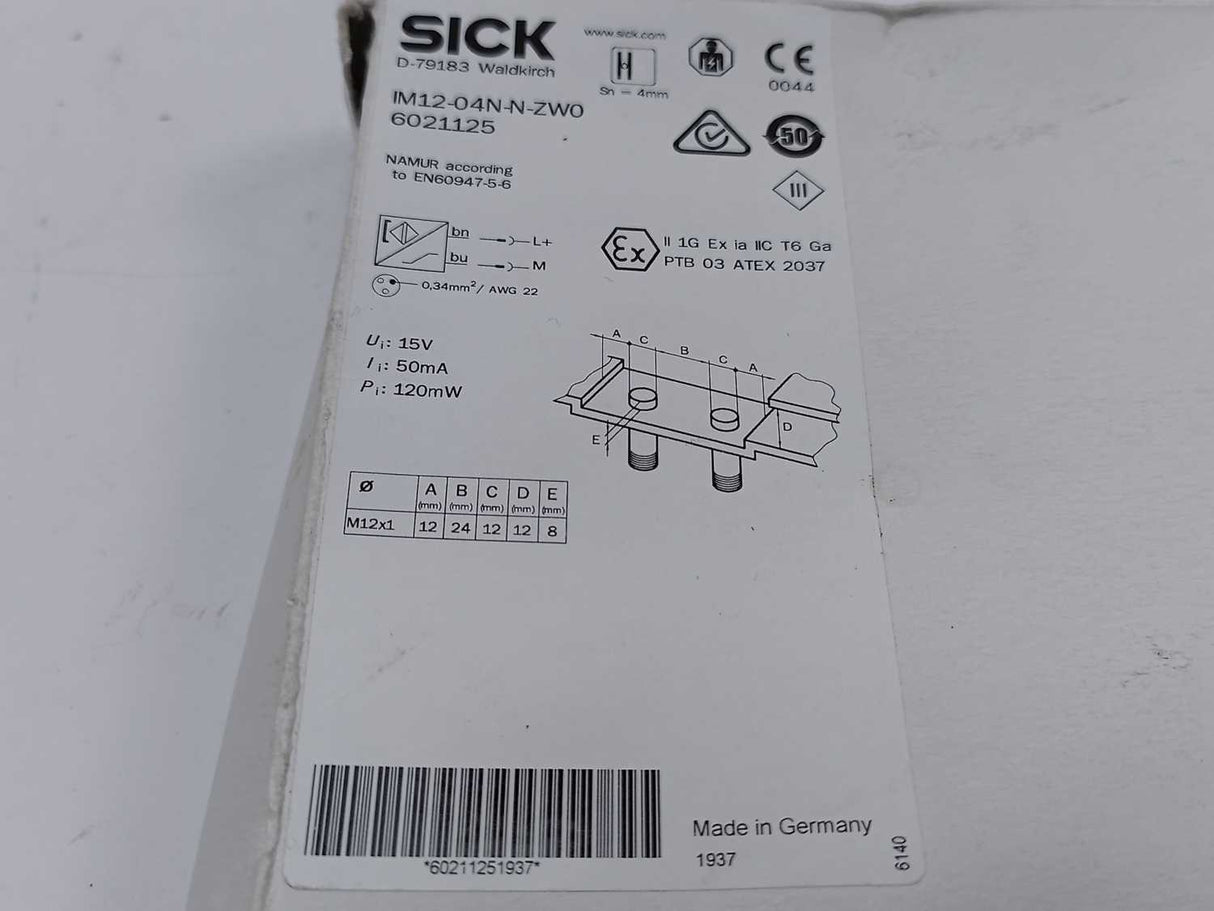 SICK
D-79183 Waldkirch
www.sick.com
Sn = 4mm
CE
0044
IM12-04N-N-ZW0
6021125
50
III
NAMUR according
to EN60947-5-6
bn
L+
bu
M
0,34mm²/ AWG 22
Ex
II 1G Ex ia IIC T6 Ga
PTB 03 ATEX 2037
Ui: 15V
Ii: 50mA
Pi: 120mW
A C B C A
D
E
Ø A B C D E
(mm) (mm) (mm) (mm) (mm)
M12x1 12 24 12 12 8
*60211251937*
Made in Germany
1937
6140